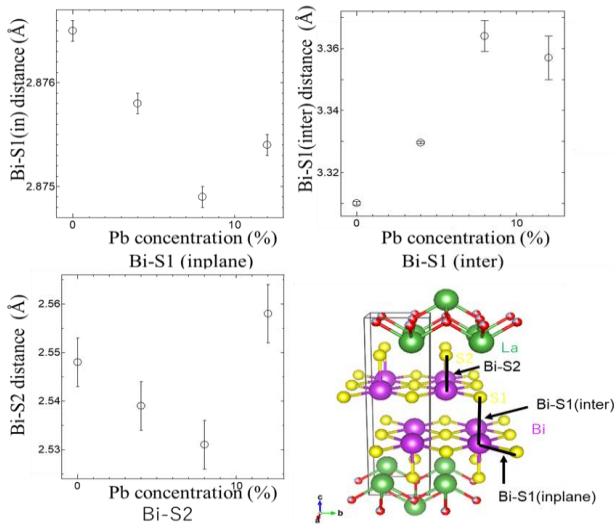 Bi-S1(in) distance (Å)
2.876
2.875
0
10
Pb concentration (%)
Bi-S1 (inplane)
Bi-S1(inter) distance (Å)
3.36
3.34
3.32
0
10
Pb concentration (%)
Bi-S1 (inter)
Bi-S2 distance (Å)
2.56
2.55
2.54
2.53
0
10
Pb concentration (%)
Bi-S2
La
S2
Bi-S2
S1
Bi-S1(inter)
Bi
Bi-S1(inplane)
c
b
a